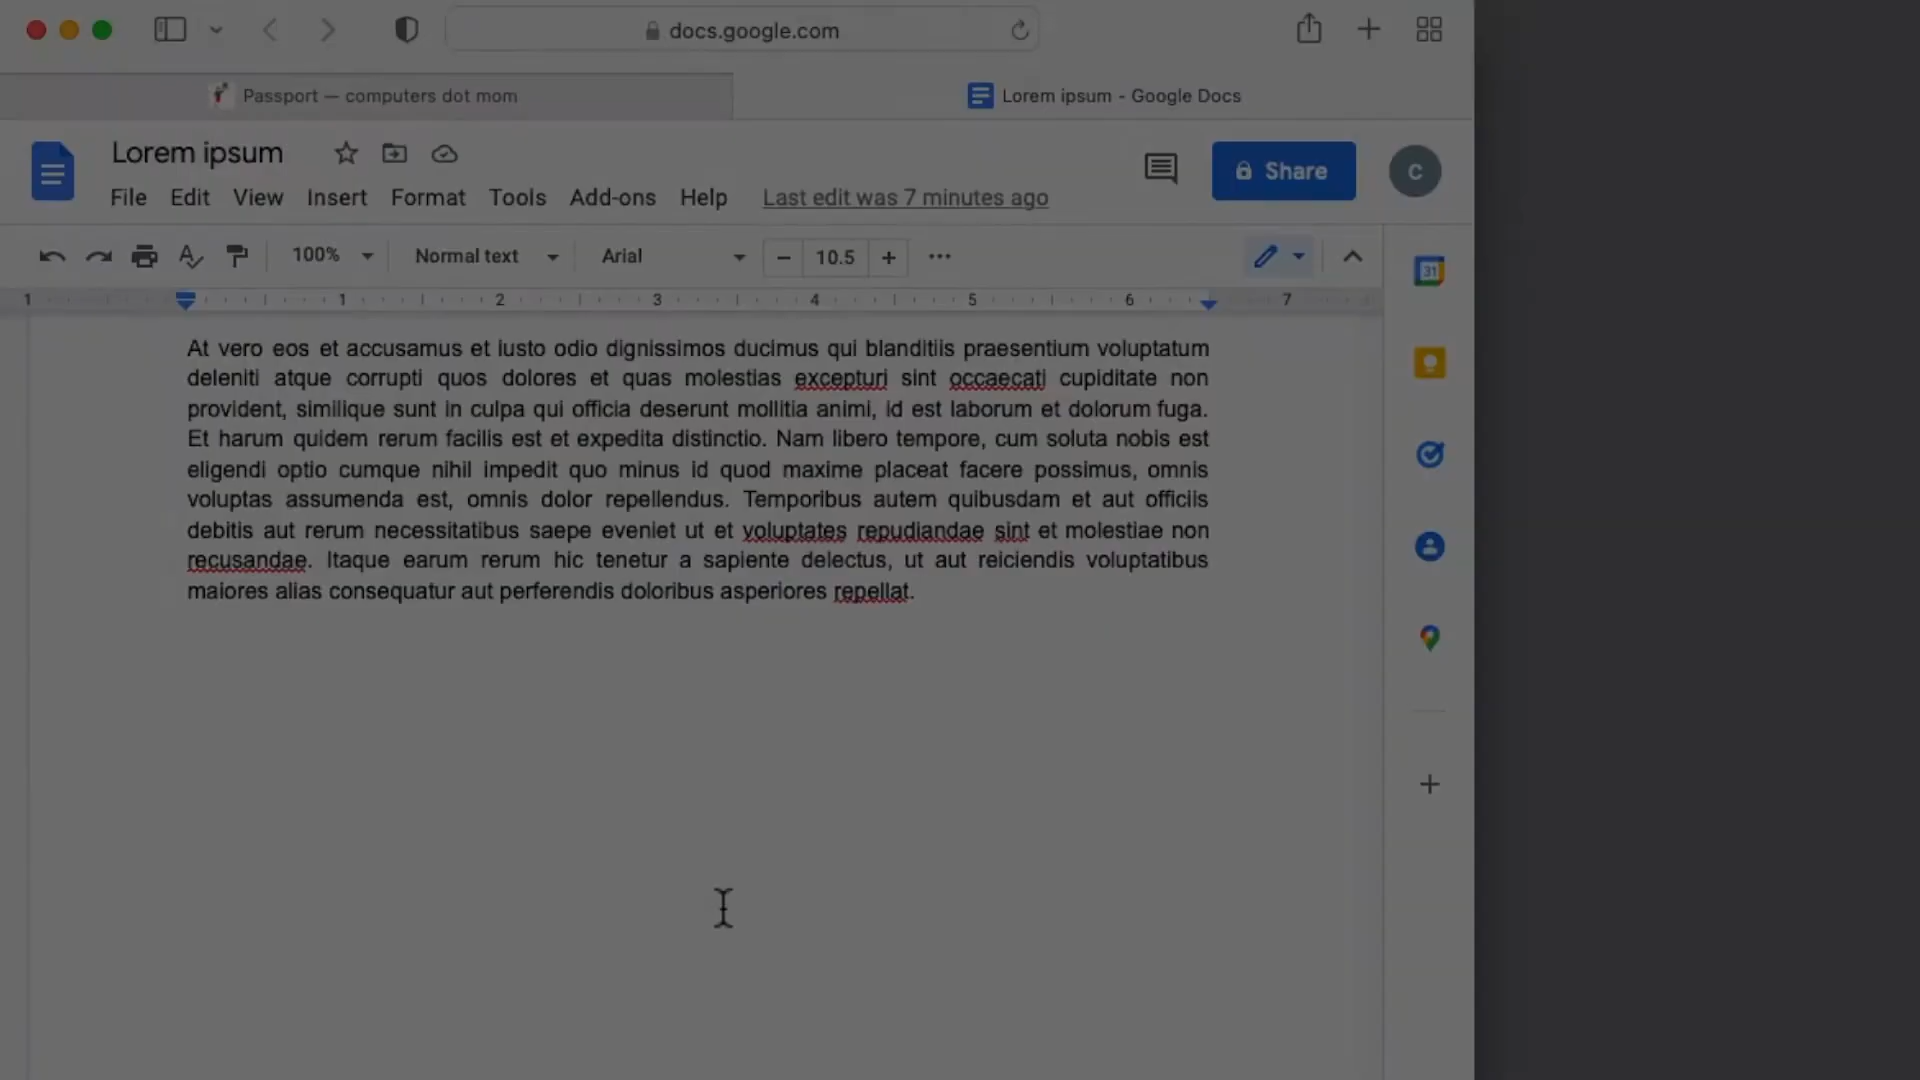 docs.google.com
Passport — computers dot mom
Lorem ipsum - Google Docs
Lorem ipsum
Share
C
File Edit View Insert Format Tools Add-ons Help Last edit was 7 minutes ago
100% Normal text Arial 10.5
31
1 1 2 3 4 5 6 7
At vero eos et accusamus et iusto odio dignissimos ducimus qui blanditiis praesentium voluptatum
deleniti atque corrupti quos dolores et quas molestias excepturi sint occaecati cupiditate non
provident, similique sunt in culpa qui officia deserunt mollitia animi, id est laborum et dolorum fuga.
Et harum quidem rerum facilis est et expedita distinctio. Nam libero tempore, cum soluta nobis est
eligendi optio cumque nihil impedit quo minus id quod maxime placeat facere possimus, omnis
voluptas assumenda est, omnis dolor repellendus. Temporibus autem quibusdam et aut officiis
debitis aut rerum necessitatibus saepe eveniet ut et voluptates repudiandae sint et molestiae non
recusandae. Itaque earum rerum hic tenetur a sapiente delectus, ut aut reiciendis voluptatibus
maiores alias consequatur aut perferendis doloribus asperiores repellat.